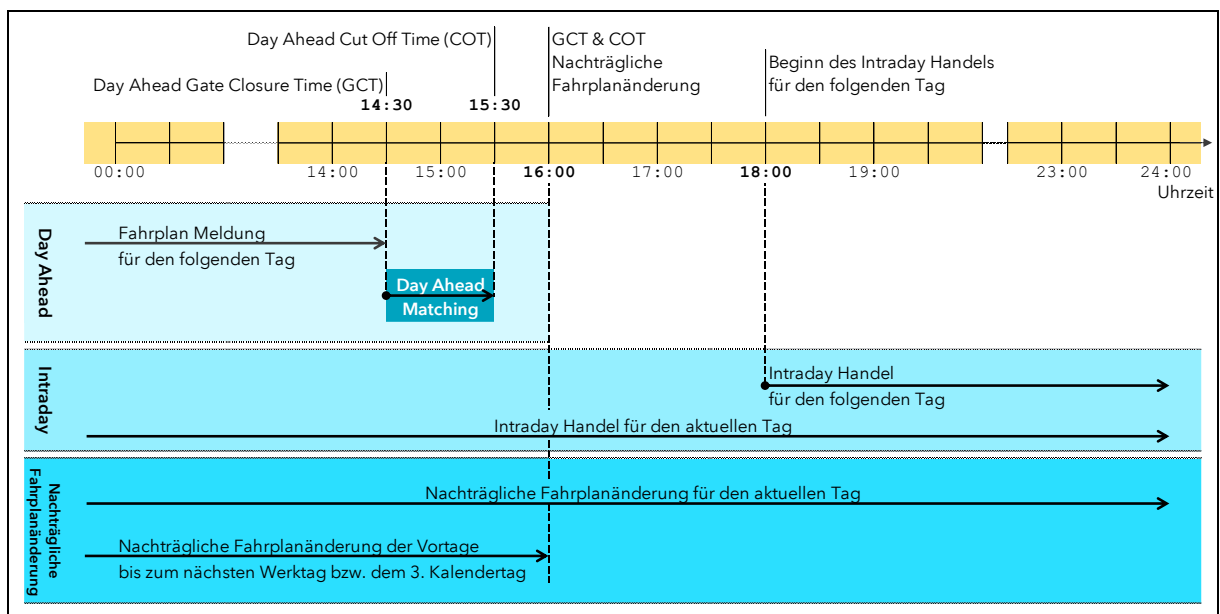 Day Ahead Cut Off Time (COT)
GCT & COT
Nachträgliche
Fahrplanänderung
Beginn des Intraday Handels
für den folgenden Tag
Day Ahead Gate Closure Time (GCT)
14:30
15:30
00:00
14:00
15:00
16:00
17:00
18:00
19:00
23:00
24:00
Uhrzeit
Day Ahead
Fahrplan Meldung
für den folgenden Tag
Day Ahead
Matching
Intraday
Intraday Handel
für den folgenden Tag
Intraday Handel für den aktuellen Tag
Nachträgliche
Fahrplanänderung
Nachträgliche Fahrplanänderung für den aktuellen Tag
Nachträgliche Fahrplanänderung der Vortage
bis zum nächsten Werktag bzw. dem 3. Kalendertag